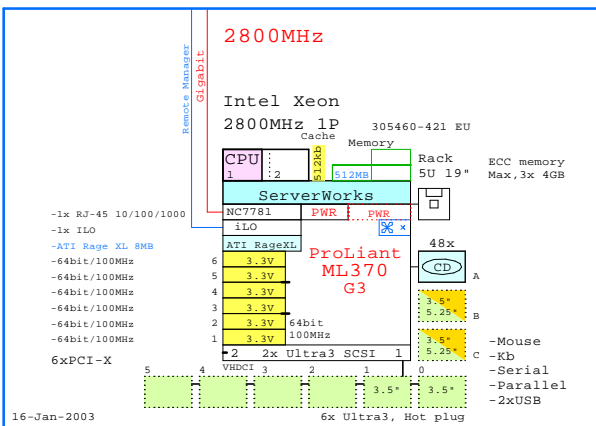 2800MHz
Remote Manager
Gigabit
Intel Xeon
2800MHz 1P
305460-421 EU
Cache
Memory
CPU
1
2
512kb
512MB
Rack
5U 19"
ECC memory
Max,3x 4GB
ServerWorks
-1x RJ-45 10/100/1000
NC7781
PWR
PWR
-1x ILO
iLO
-ATI Rage XL 8MB
ATI RageXL
48x
ProLiant
ML370
G3
-64bit/100MHz
6
3.3V
CD
A
-64bit/100MHz
5
3.3V
-64bit/100MHz
4
3.3V
3.5"
5.25"
B
-64bit/100MHz
3
3.3V
-64bit/100MHz
2
3.3V
64bit
100MHz
-64bit/100MHz
1
3.3V
3.5"
5.25"
C
-Mouse
-Kb
-Serial
-Parallel
-2xUSB
6xPCI-X
-2
2x Ultra3 SCSI
1
VHDCI
5
4
3
2
1
0
3.5"
3.5"
16-Jan-2003
6x Ultra3, Hot plug